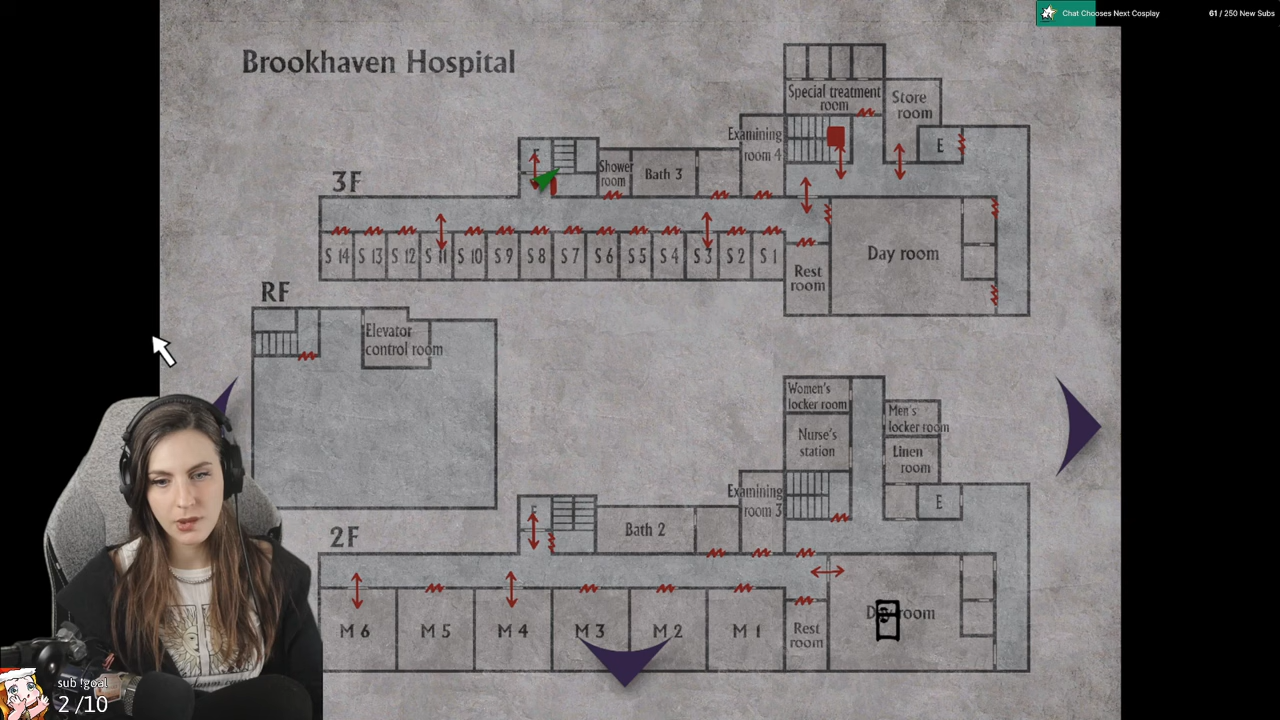 Chat Chooses Next Cosplay
61 / 250 New Subs
Brookhaven Hospital
3F
E
Shower
room
Bath 3
Examining
room 4
Special treatment
room
Store
room
E
S 14
S 13
S 12
S 11
S 10
S 9
S 8
S 7
S 6
S 5
S 4
S 3
S 2
S 1
Rest
room
Day room
RF
Elevator
control room
2F
E
Bath 2
Examining
room 3
Women's
locker room
Nurse's
station
Men's
locker room
Linen
room
E
M 6
M 5
M 4
M 3
M 2
M 1
Rest
room
Day room
sub !goal
2 /10